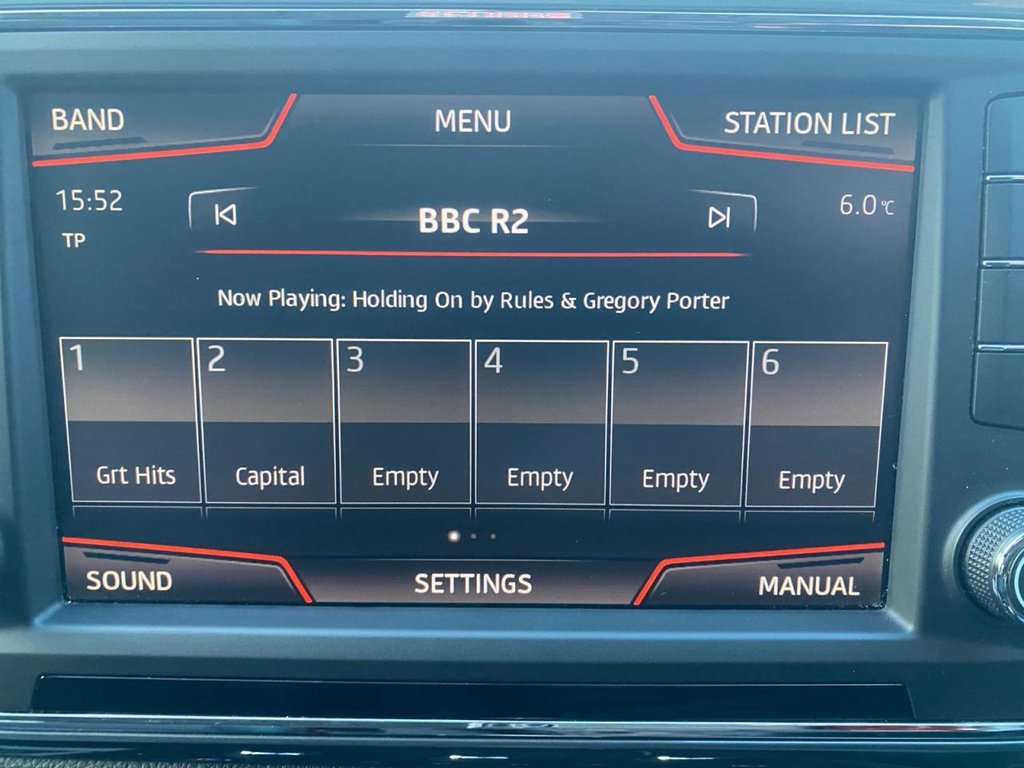 BAND MENU STATION LIST
15:52 BBC R2 6.0°C
TP
Now Playing: Holding On by Rules & Gregory Porter
1 2 3 4 5 6
Grt Hits Capital Empty Empty Empty Empty
SOUND SETTINGS MANUAL